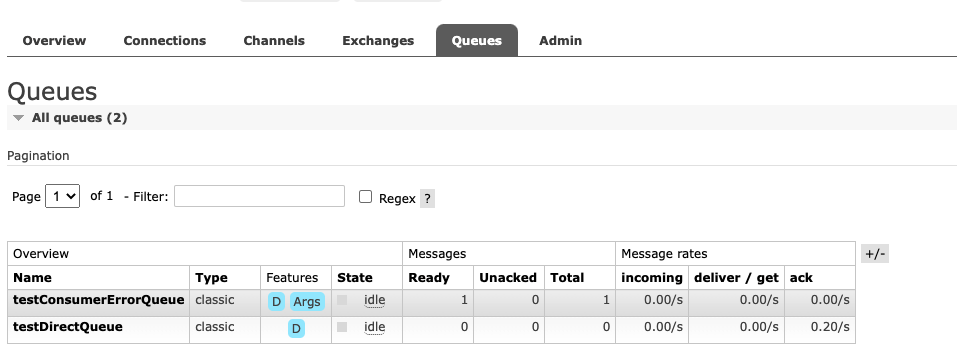 Overview Connections Channels Exchanges Queues Admin
Queues
All queues (2)
Pagination
Page 1 of 1 - Filter: Regex ?
Overview Messages Message rates +/-
Name Type Features State Ready Unacked Total incoming deliver / get ack
testConsumerErrorQueue classic D Args idle 1 0 1 0.00/s 0.00/s 0.00/s
testDirectQueue classic D idle 0 0 0 0.00/s 0.00/s 0.20/s